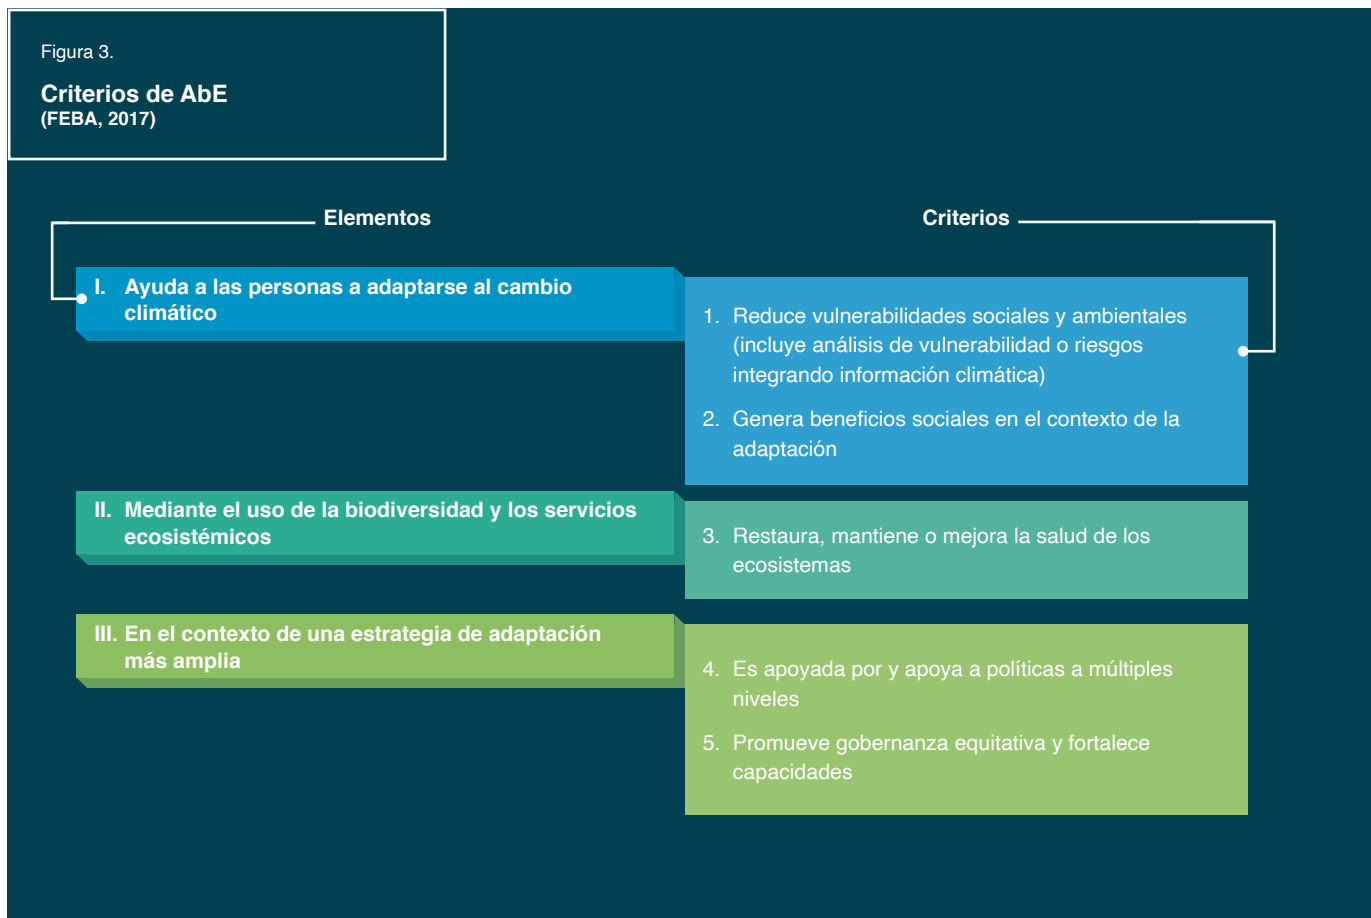 Figura 3.
Criterios de AbE
(FEBA, 2017)
Elementos
Criterios
I. Ayuda a las personas a adaptarse al cambio
climático
1. Reduce vulnerabilidades sociales y ambientales
(incluye análisis de vulnerabilidad o riesgos
integrando información climática)
2. Genera beneficios sociales en el contexto de la
adaptación
II. Mediante el uso de la biodiversidad y los servicios
ecosistémicos
3. Restaura, mantiene o mejora la salud de los
ecosistemas
III. En el contexto de una estrategia de adaptación
más amplia
4. Es apoyada por y apoya a políticas a múltiples
niveles
5. Promueve gobernanza equitativa y fortalece
capacidades